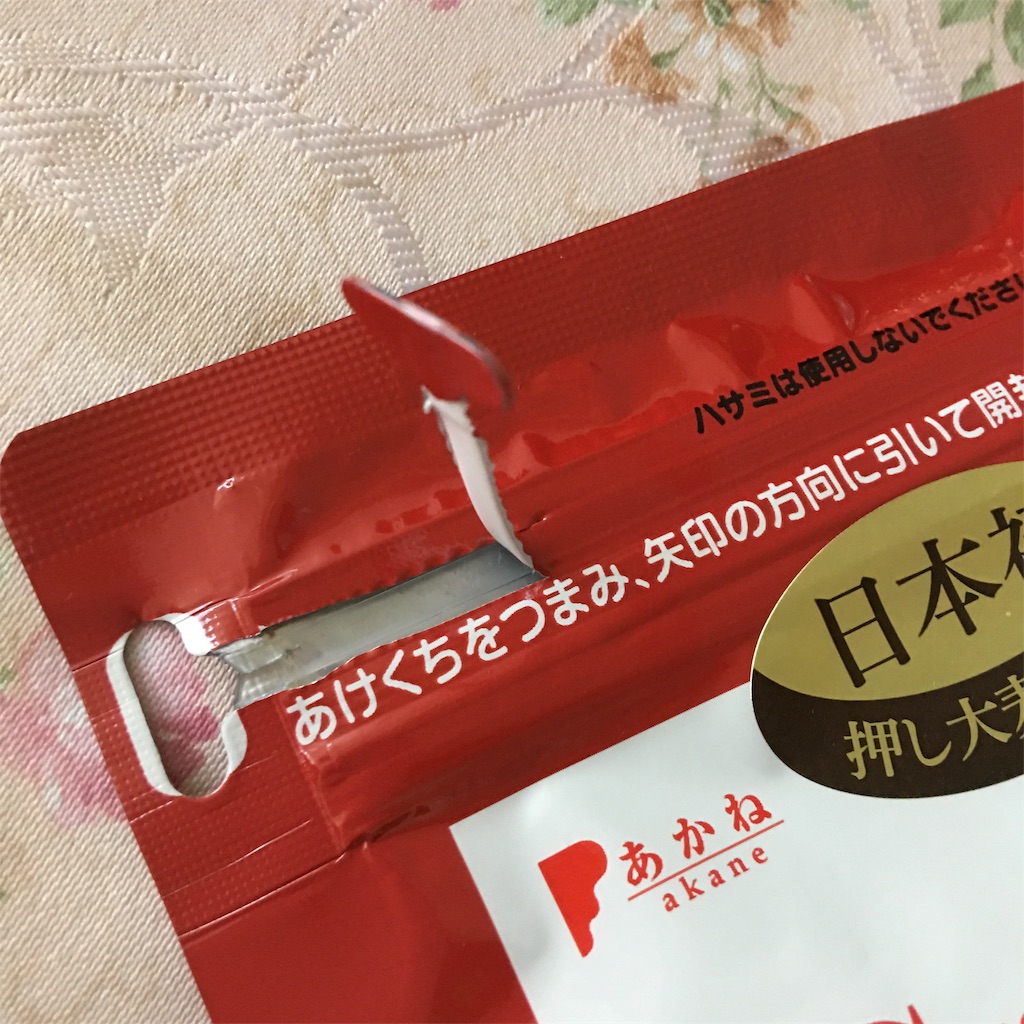 ハサミは使用しないでくださ
あけくちをつまみ、矢印の方向に引いて開
日本
押し大麦
あかね
akane